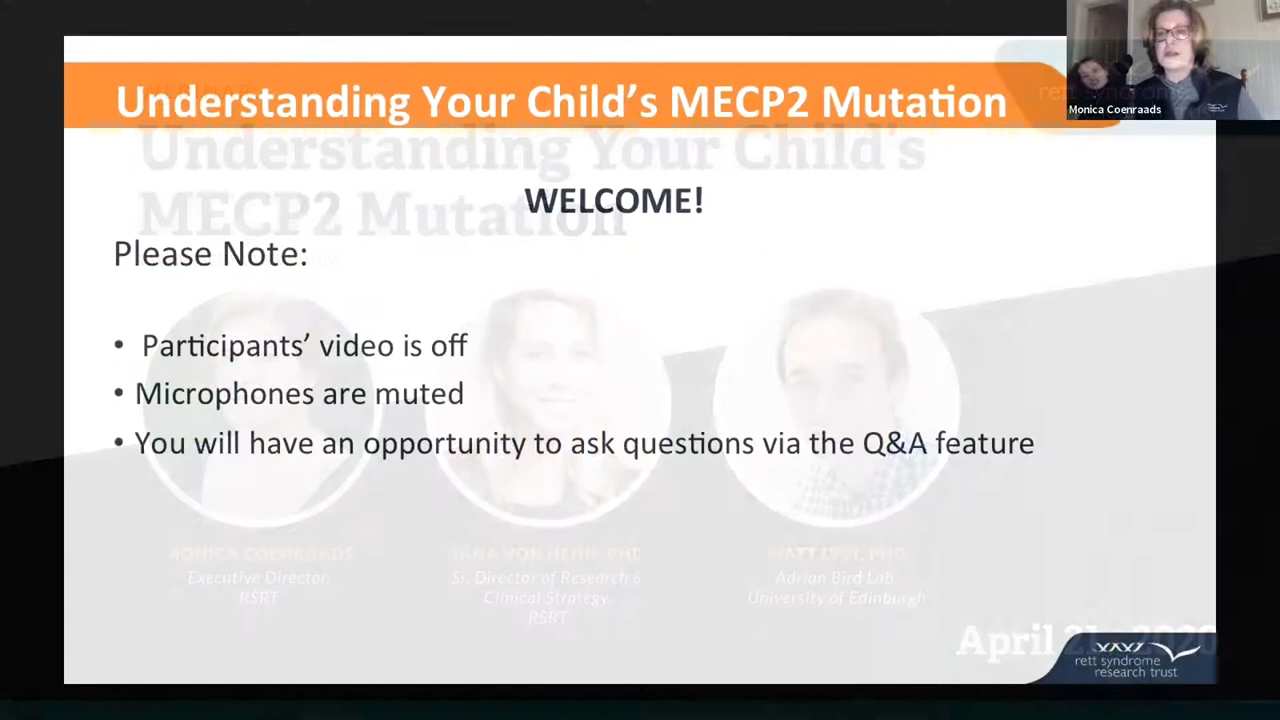 Understanding Your Child's MECP2 Mutation
Monica Coenraads
Understanding Your Child's
MECP2 Mutation
WELCOME!
Please Note:
• Participants' video is off
• Microphones are muted
• You will have an opportunity to ask questions via the Q&A feature
MONICA COENRAADS
Executive Director,
RSRT
JANA VON HEHN, PHD
Sr. Director of Research &
Clinical Strategy,
RSRT
MATT LYST, PHD
Adrian Bird Lab,
University of Edinburgh
April 2020
rett syndrome
research trust